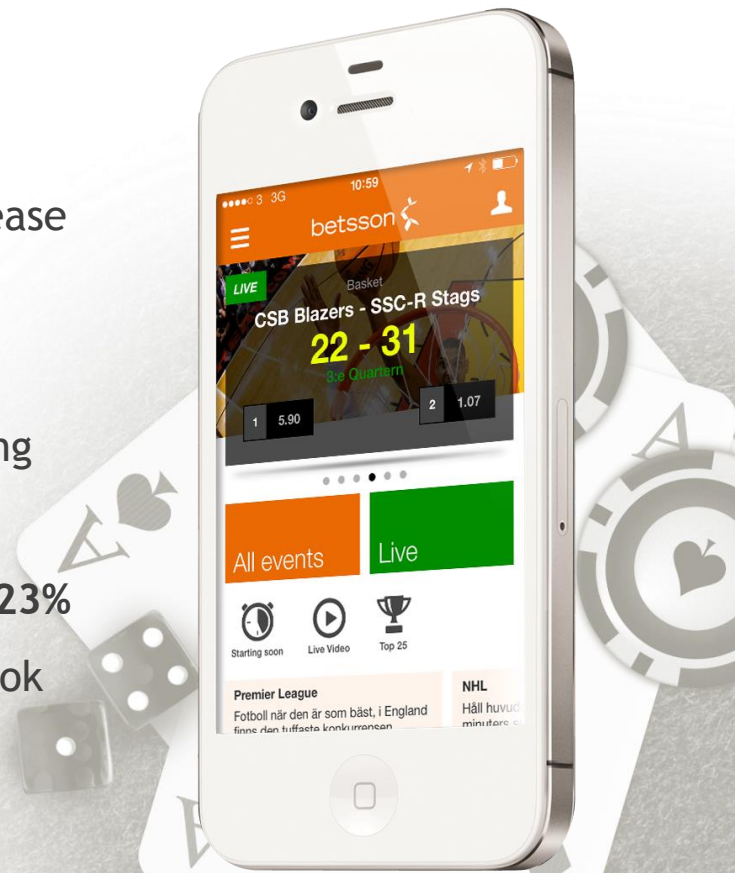 ease
ng
23%
ok
3 3G 10:59
betsson
LIVE
Basket
CSB Blazers - SSC-R Stags
22 - 31
3:e Quartern
1 5.90
2 1.07
All events
Live
Starting soon
Live Video
Top 25
Premier League
Fotboll när den är som bäst, i England
finns den tuffaste konkurrensen
NHL
Håll huvud
minuters s
A
A
A